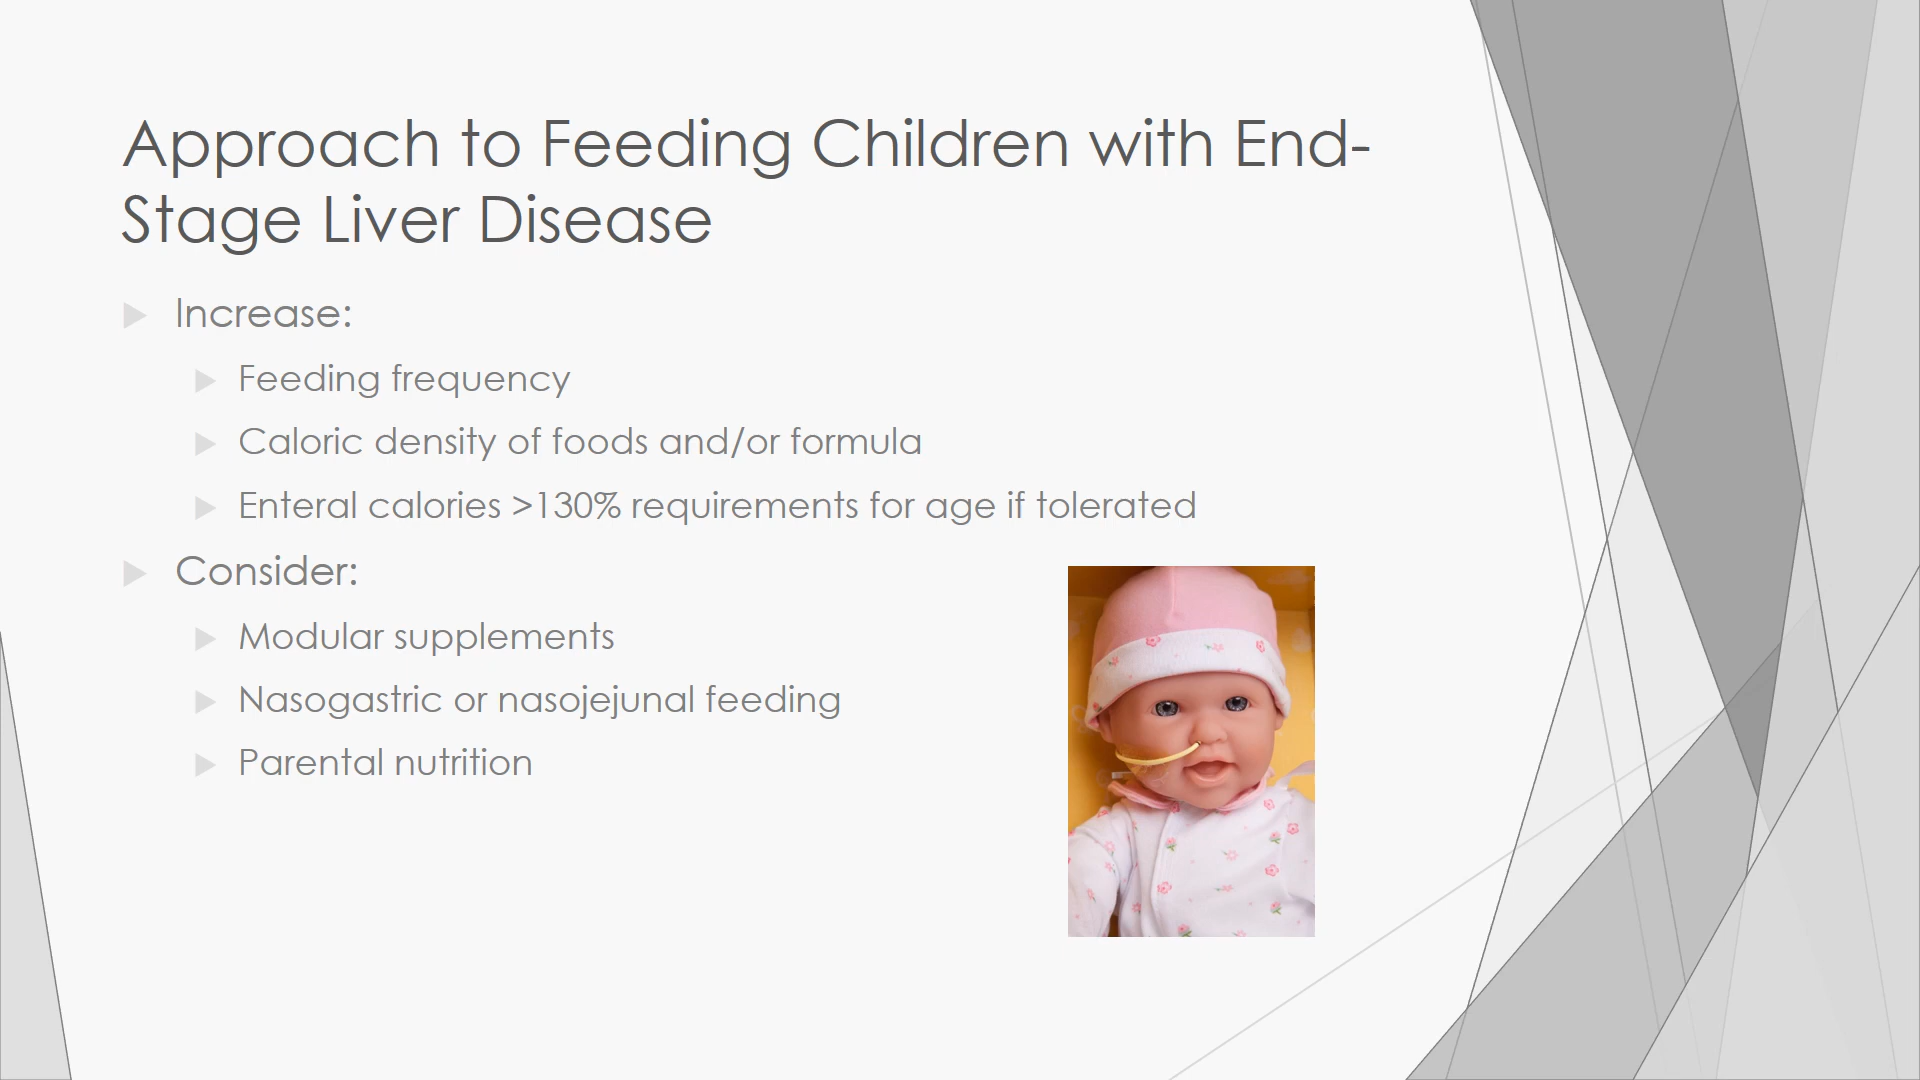 Approach to Feeding Children with End-
Stage Liver Disease
Increase:
Feeding frequency
Caloric density of foods and/or formula
Enteral calories >130% requirements for age if tolerated
Consider:
Modular supplements
Nasogastric or nasojejunal feeding
Parental nutrition